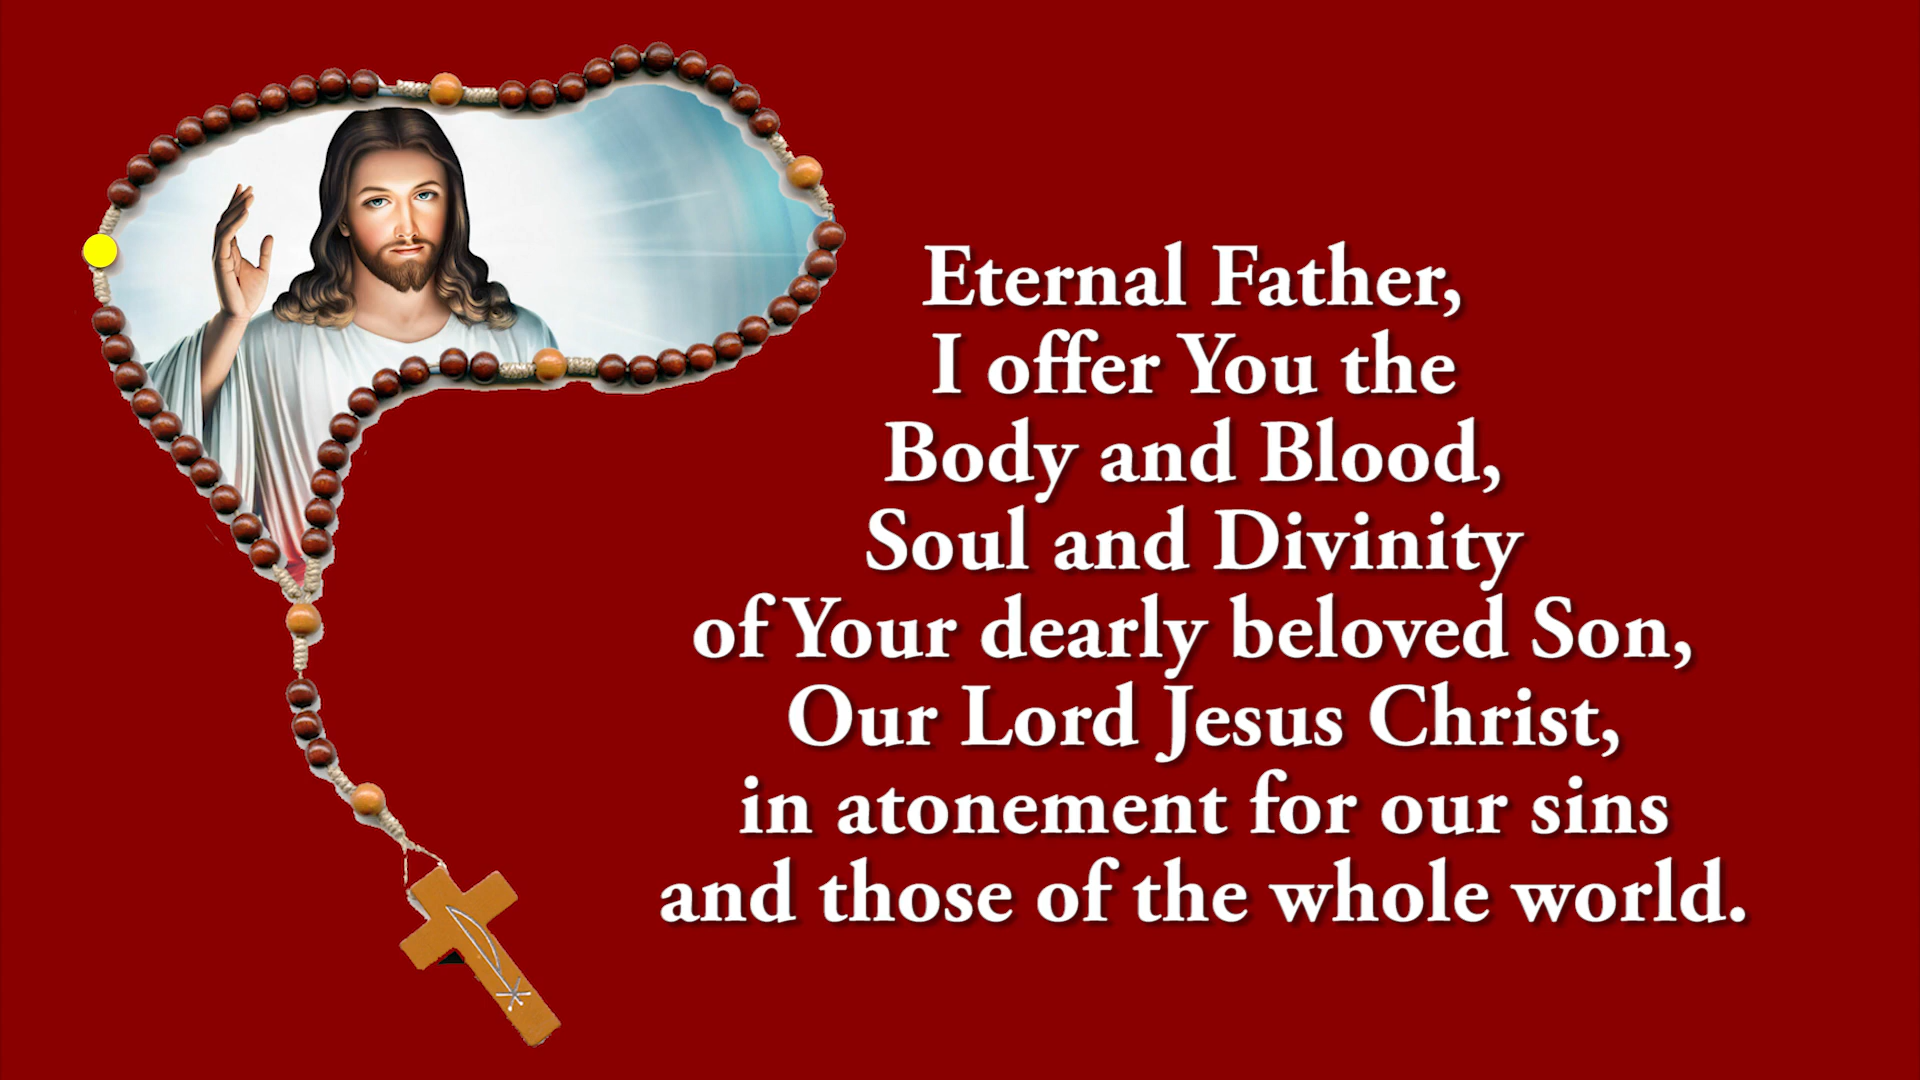 Eternal Father,
I offer You the
Body and Blood,
Soul and Divinity
of Your dearly beloved Son,
Our Lord Jesus Christ,
in atonement for our sins
and those of the whole world.